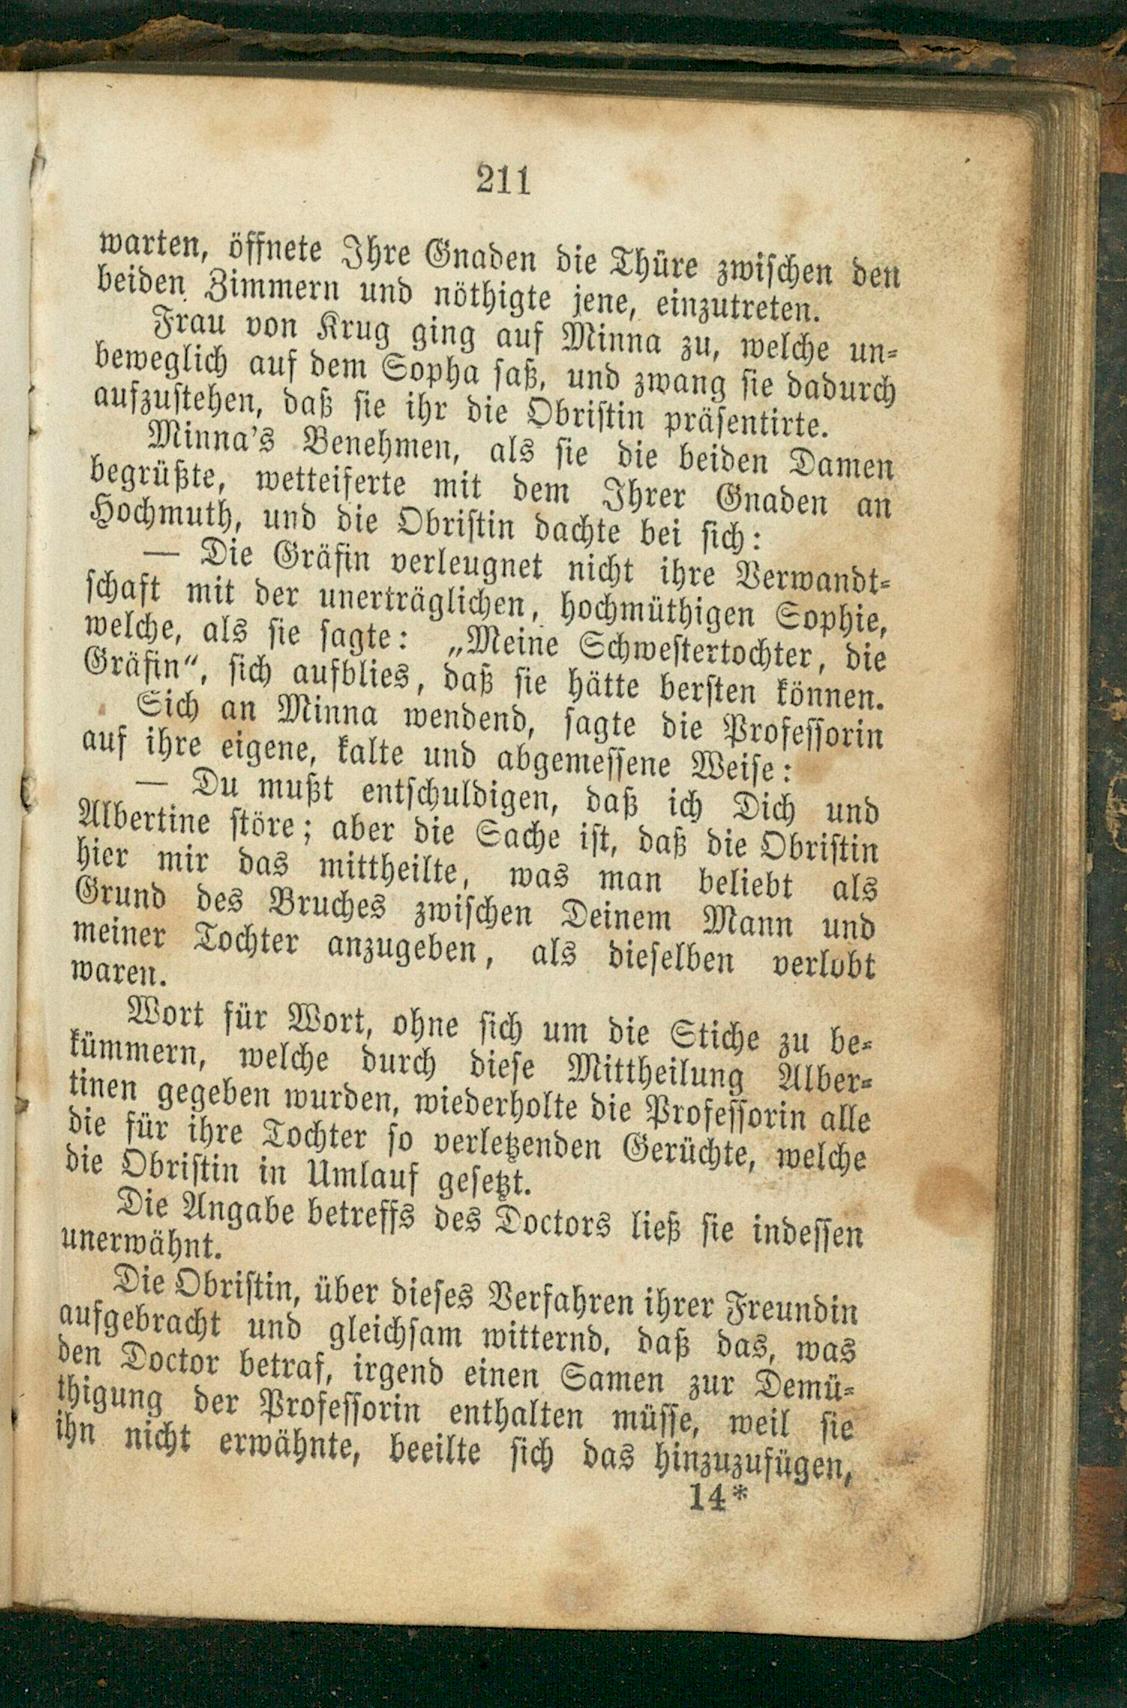 211
warten, öffnete Ihre Gnaden die Thüre zwischen den
beiden Zimmern und nöthigte jene, einzutreten.
Frau von Krug ging auf Minna zu, welche un-
beweglich auf dem Sopha saß, und zwang sie dadurch
aufzustehen, daß sie ihr die Obristin präsentirte.
Minna's Benehmen, als sie die beiden Damen
begrüßte, wetteiferte mit dem Ihrer Gnaden an
Hochmuth, und die Obristin dachte bei sich:
— Die Gräfin verleugnet nicht ihre Verwandt-
schaft mit der unerträglichen, hochmüthigen Sophie,
welche, als sie sagte: „Meine Schwestertochter, die
Gräfin“, sich aufblies, daß sie hätte bersten können.
Sich an Minna wendend, sagte die Professorin
auf ihre eigene, kalte und abgemessene Weise:
— Du mußt entschuldigen, daß ich Dich und
Albertine störe; aber die Sache ist, daß die Obristin
hier mir das mittheilte, was man beliebt als
Grund des Bruches zwischen Deinem Mann und
meiner Tochter anzugeben, als dieselben verlobt
waren.
Wort für Wort, ohne sich um die Stiche zu be-
kümmern, welche durch diese Mittheilung Alber-
tinen gegeben wurden, wiederholte die Professorin alle
die für ihre Tochter so verletzenden Gerüchte, welche
die Obristin in Umlauf gesetzt.
Die Angabe betreffs des Doctors ließ sie indessen
unerwähnt.
Die Obristin, über dieses Verfahren ihrer Freundin
aufgebracht und gleichsam witternd, daß das, was
den Doctor betraf, irgend einen Samen zur Demü-
thigung der Professorin enthalten müsse, weil sie
ihn nicht erwähnte, beeilte sich das hinzuzufügen,
14*